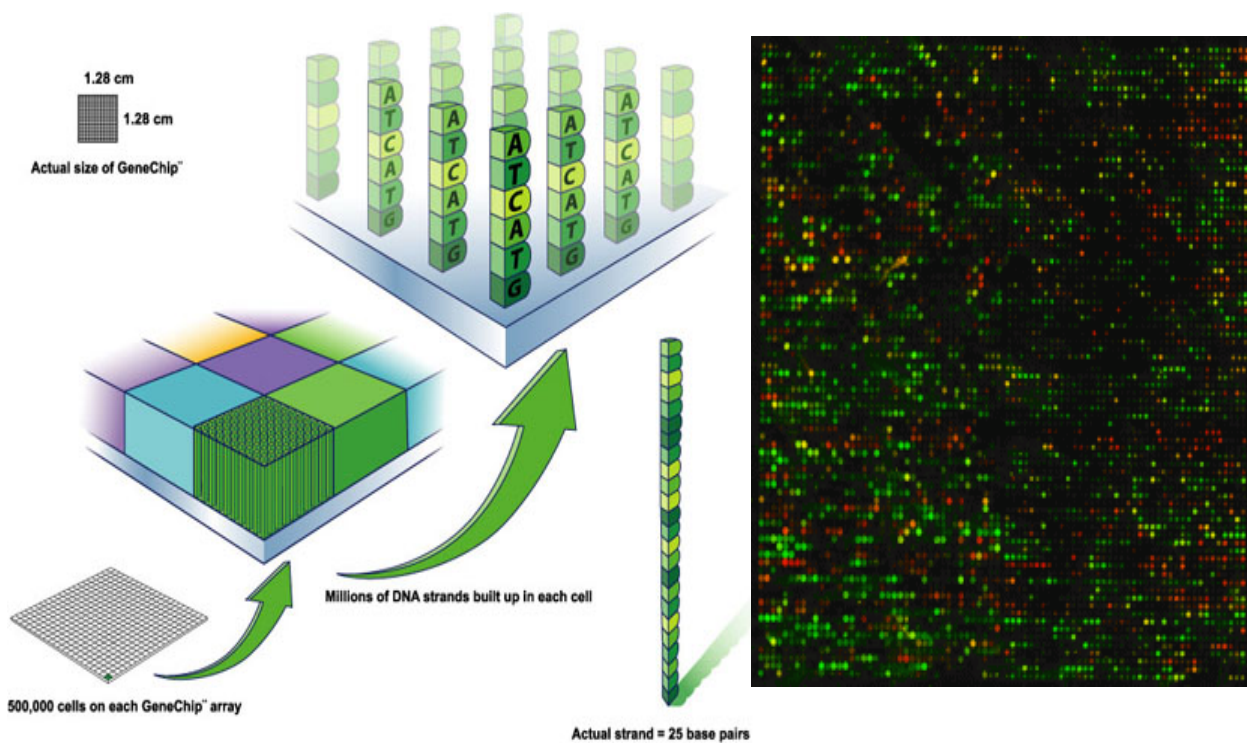 1.28 cm
1.28 cm
Actual size of GeneChip™
A
T
C
A
T
G
A
T
C
A
T
G
A
T
C
A
T
G
A
T
C
A
T
G
A
T
C
A
T
G
Millions of DNA strands built up in each cell
500,000 cells on each GeneChip™ array
Actual strand = 25 base pairs